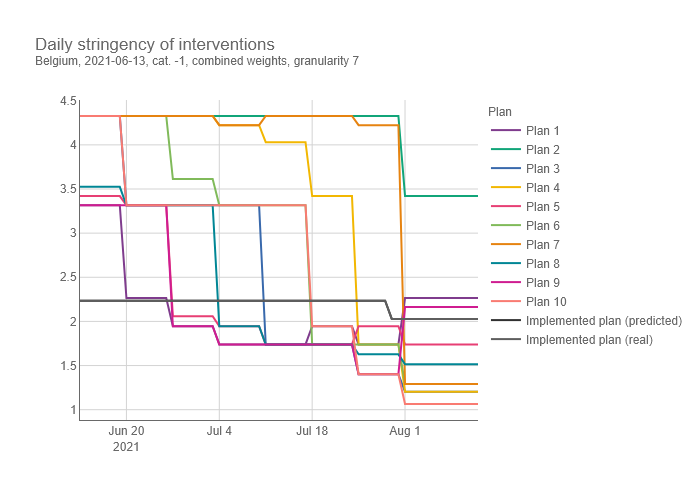 Daily stringency of interventions
Belgium, 2021-06-13, cat. -1, combined weights, granularity 7
4.5
4
3.5
3
2.5
2
1.5
1
Jun 20
2021
Jul 4
Jul 18
Aug 1
Plan
Plan 1
Plan 2
Plan 3
Plan 4
Plan 5
Plan 6
Plan 7
Plan 8
Plan 9
Plan 10
Implemented plan (predicted)
Implemented plan (real)